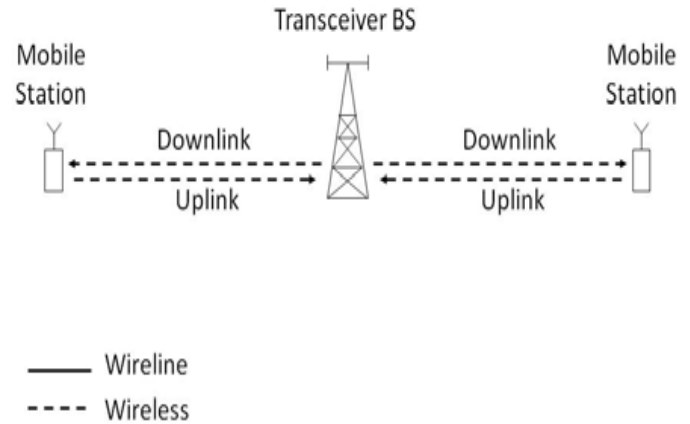 Transceiver BS
Mobile
Station
Mobile
Station
Downlink
Downlink
Uplink
Uplink
Wireline
Wireless